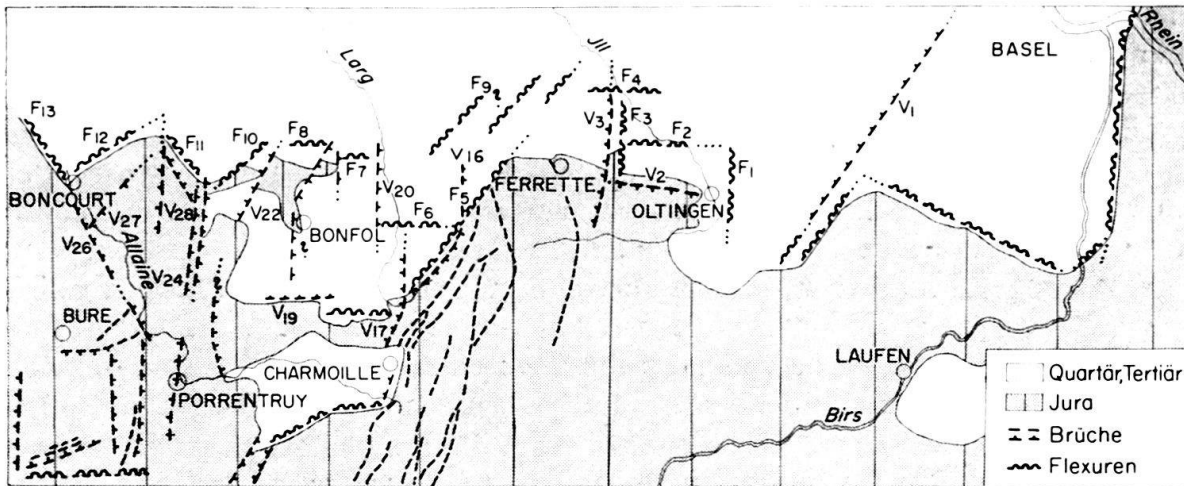 Larg
Jll
Rhein
BASEL
F13
F12
F11
F10
F8
F7
F9
F4
V3
F3
F2
F1
V1
V16
FERRETTE
V2
OLTINGEN
BONCOURT
V28
V27
V26
V22
BONFOL
V20
F6
F5
Allaine
V24
BURE
V19
V17
CHARMOILLE
PORRENTRUY
LAUFEN
Birs
Quartär, Tertiär
Jura
Brüche
Flexuren